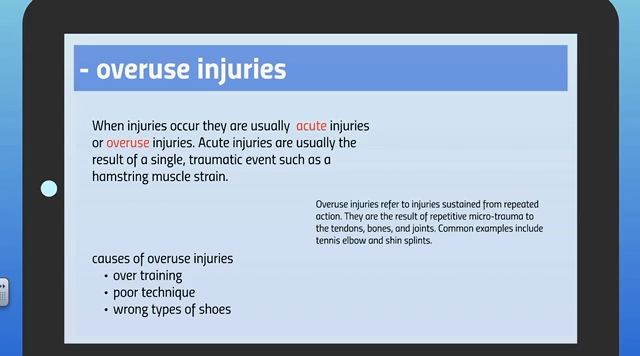 - overuse injuries
When injuries occur they are usually acute injuries
or overuse injuries. Acute injuries are usually the
result of a single, traumatic event such as a
hamstring muscle strain.
Overuse injuries refer to injuries sustained from repeated
action. They are the result of repetitive micro-trauma to
the tendons, bones, and joints. Common examples include
tennis elbow and shin splints.
causes of overuse injuries
• over training
• poor technique
• wrong types of shoes